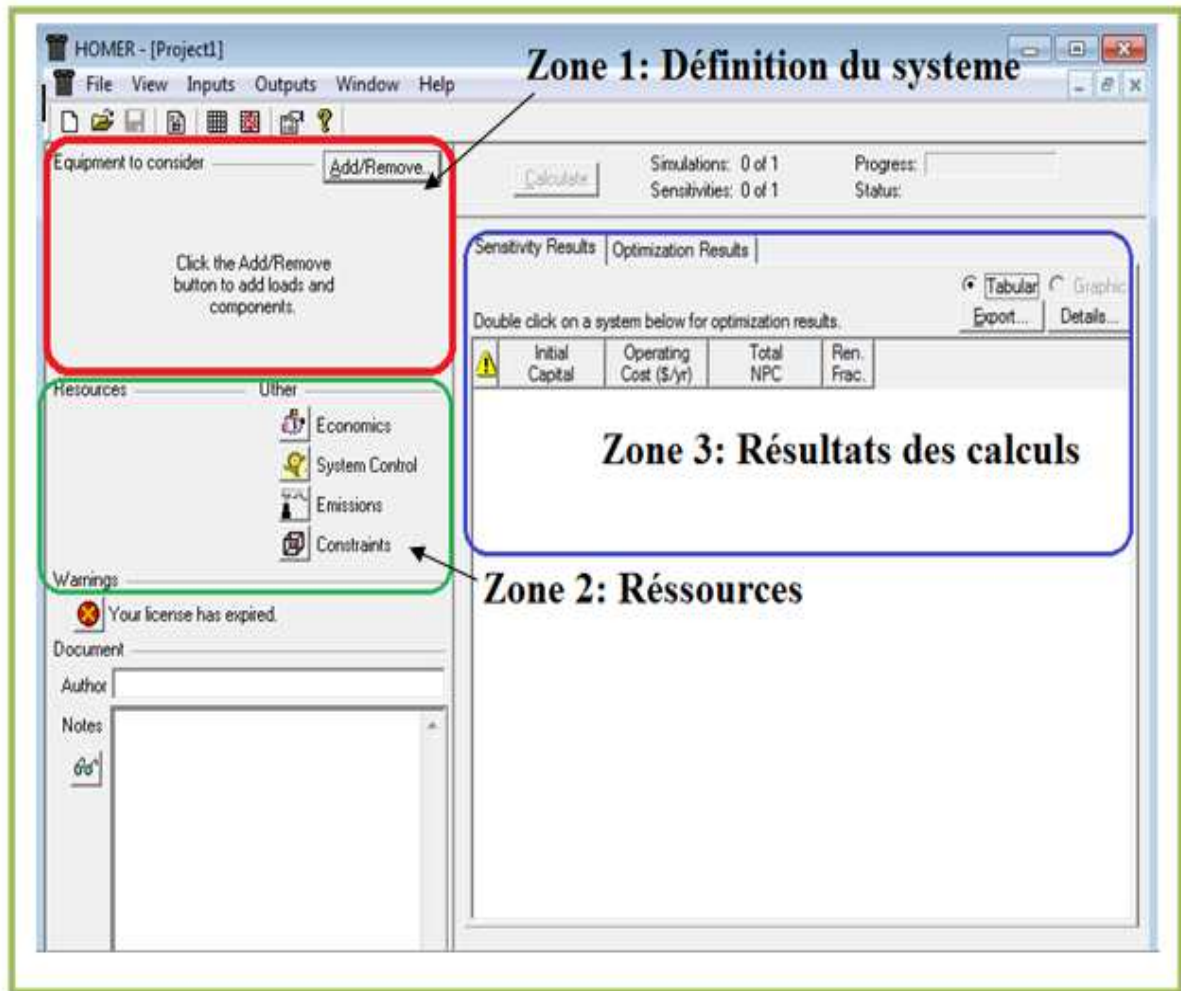 HOMER - [Project1]
Zone 1: Définition du systeme
File View Inputs Outputs Window Help
Equipment to consider
Add/Remove...
Calculate
Simulations: 0 of 1
Progress:
Sensitivities: 0 of 1
Status:
Click the Add/Remove
button to add loads and
components.
Sensitivity Results
Optimization Results
Tabular
Graphic
Double click on a system below for optimization results.
Export...
Details...
Initial
Capital
Operating
Cost ($/yr)
Total
NPC
Ren.
Frac.
Resources
Other
Economics
System Control
Emissions
Constraints
Zone 3: Résultats des calculs
Zone 2: Réssources
Warnings
Your license has expired.
Document
Author
Notes